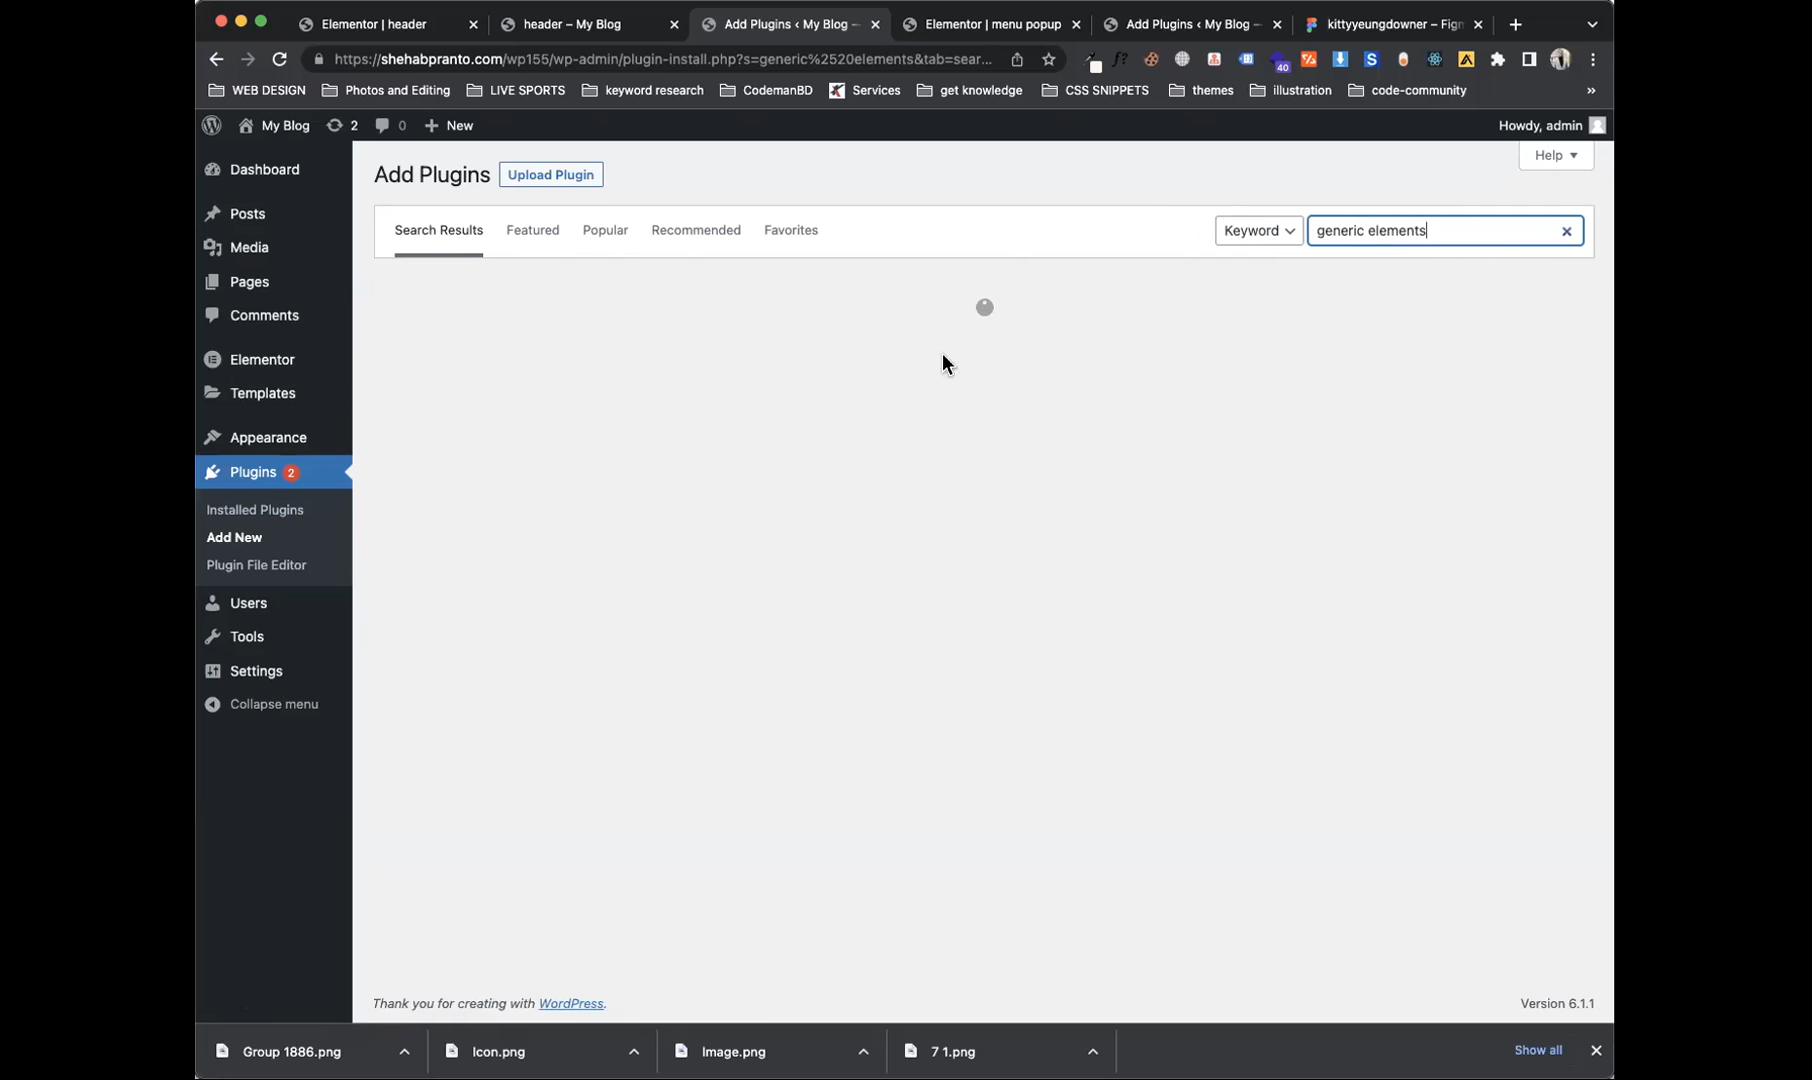 Elementor | header
header – My Blog
Add Plugins ‹ My Blog —
Elementor | menu popup
Add Plugins ‹ My Blog —
kittyyeungdowner – Figm
https://shehabpranto.com/wp155/wp-admin/plugin-install.php?s=generic%2520elements&tab=sear...
f?
40
S
WEB DESIGN
Photos and Editing
LIVE SPORTS
keyword research
CodemanBD
Services
get knowledge
CSS SNIPPETS
themes
illustration
code-community
»
My Blog
2
0
New
Howdy, admin
Dashboard
Posts
Media
Pages
Comments
Elementor
Templates
Appearance
Plugins 2
Installed Plugins
Add New
Plugin File Editor
Users
Tools
Settings
Collapse menu
Help
Add Plugins
Upload Plugin
Search Results
Featured
Popular
Recommended
Favorites
Keyword
generic elements
Thank you for creating with WordPress.
Version 6.1.1
Group 1886.png
Icon.png
Image.png
7 1.png
Show all